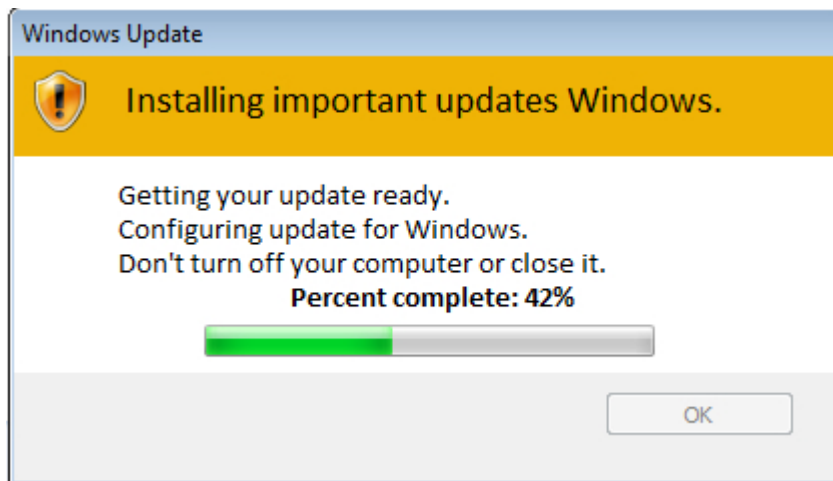 Windows Update
Installing important updates Windows.
Getting your update ready.
Configuring update for Windows.
Don't turn off your computer or close it.
Percent complete: 42%
OK